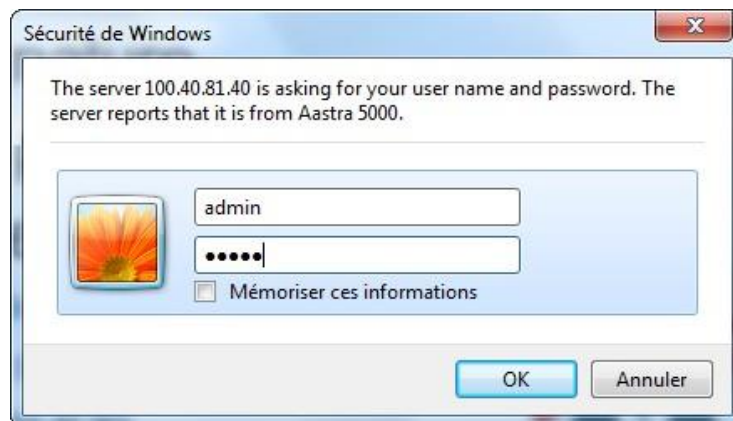 Sécurité de Windows
The server 100.40.81.40 is asking for your user name and password. The
server reports that it is from Aastra 5000.
admin
●●●●●
Mémoriser ces informations
OK
Annuler